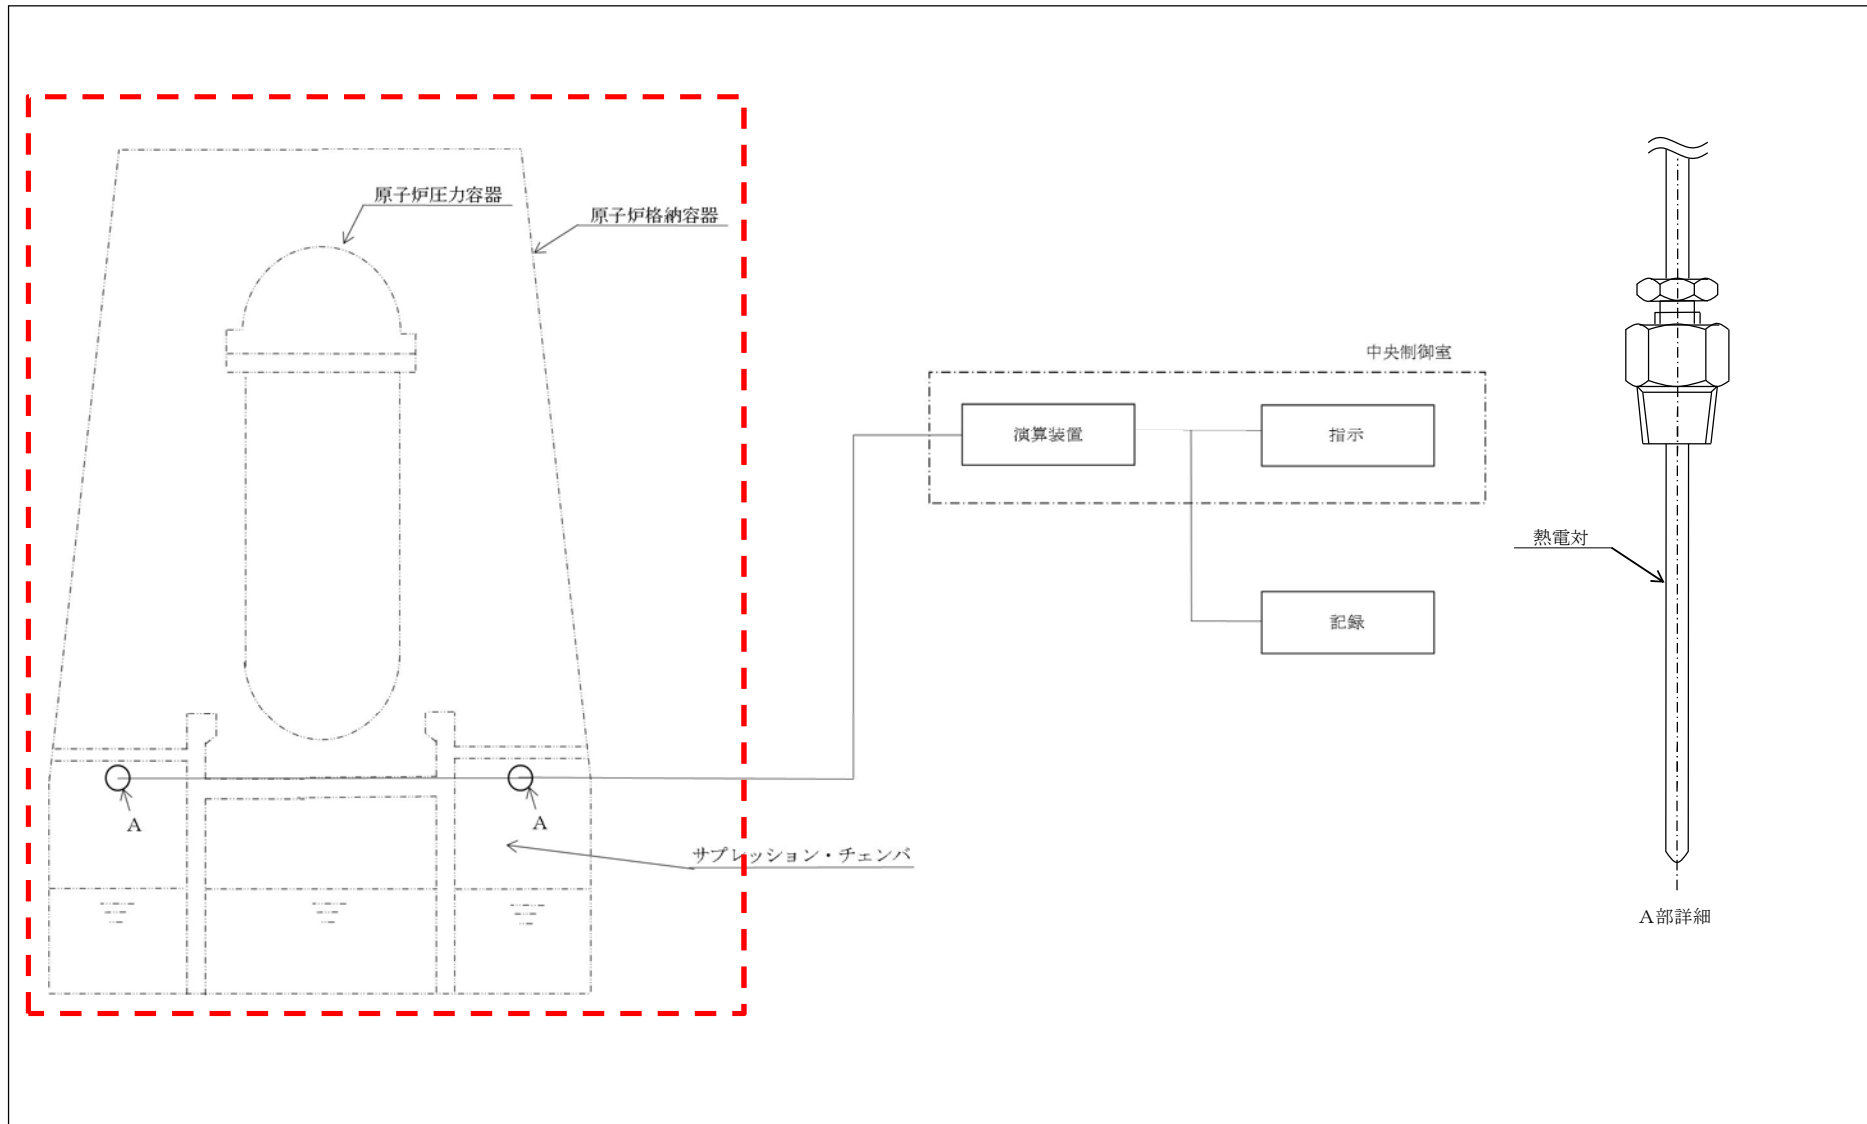 原子炉圧力容器
原子炉格納容器
中央制御室
演算装置
指示
記録
熱電対
A
A
サプレッション・チェンバ
A部詳細